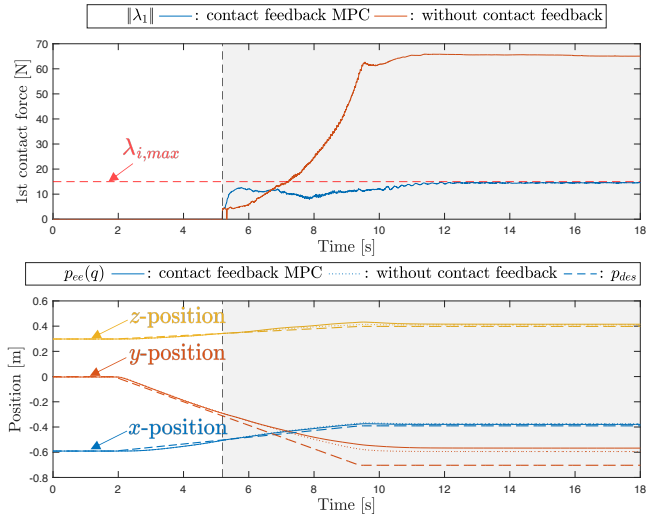 ‖λ₁‖ —: contact feedback MPC —: without contact feedback
1st contact force [N]
70
60
50
40
30
20
10
0
λi,max
0 2 4 6 8 10 12 14 16 18
Time [s]
pee(q) —: contact feedback MPC ·····: without contact feedback – –: pdes
Position [m]
0.6
0.4
0.2
0
-0.2
-0.4
-0.6
-0.8
z-position
y-position
x-position
0 2 4 6 8 10 12 14 16 18
Time [s]